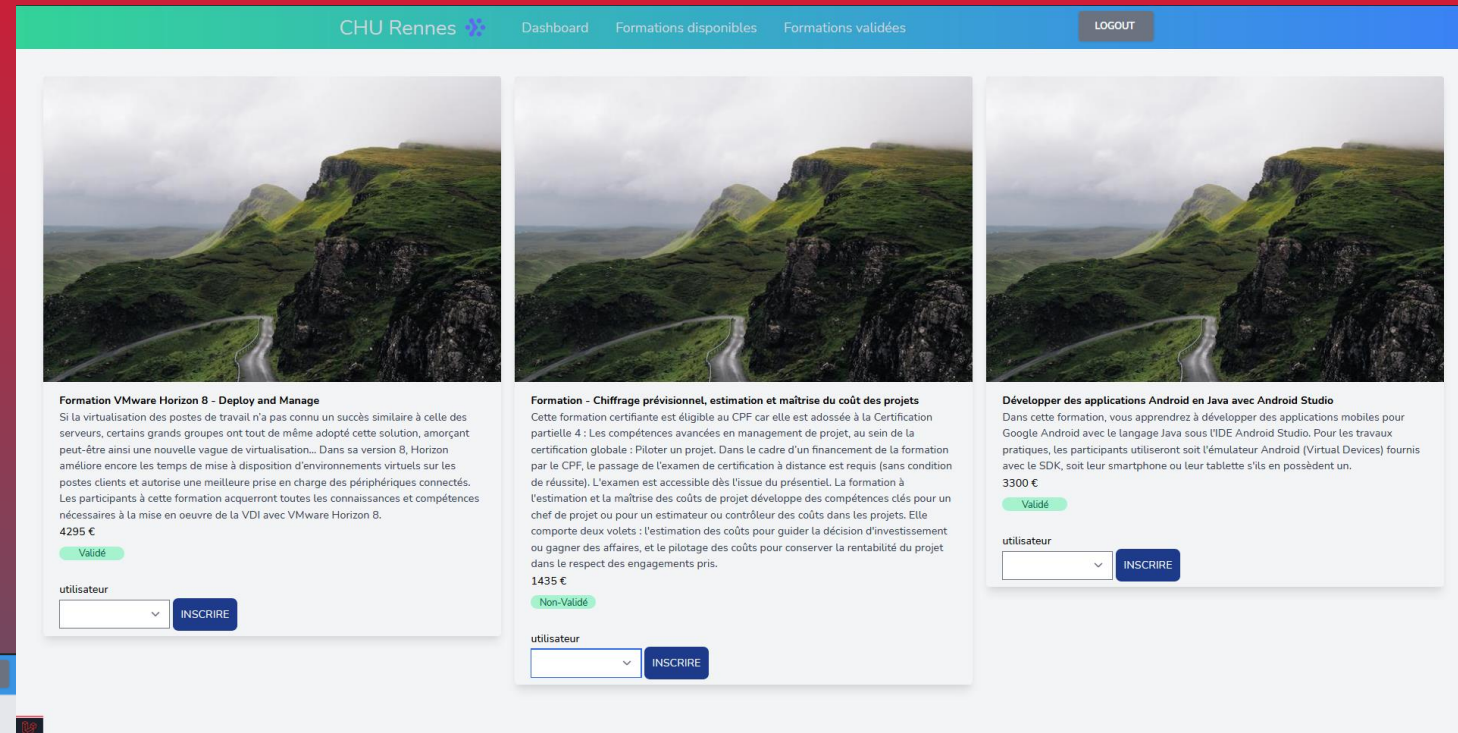 CHU Rennes Dashboard Formations disponibles Formations validées LOGOUT
Formation VMware Horizon 8 - Deploy and Manage
Si la virtualisation des postes de travail n'a pas connu un succès similaire à celle des
serveurs, certains grands groupes ont tout de même adopté cette solution, amorçant
peut-être ainsi une nouvelle vague de virtualisation... Dans sa version 8, Horizon
améliore encore les temps de mise à disposition d'environnements virtuels sur les
postes clients et autorise une meilleure prise en charge des périphériques connectés.
Les participants à cette formation acquerront toutes les connaissances et compétences
nécessaires à la mise en oeuvre de la VDI avec VMware Horizon 8.
4295 €
Validé
utilisateur
INSCRIRE
Formation - Chiffrage prévisionnel, estimation et maîtrise du coût des projets
Cette formation certifiante est éligible au CPF car elle est adossée à la Certification
partielle 4 : Les compétences avancées en management de projet, au sein de la
certification globale : Piloter un projet. Dans le cadre d'un financement de la formation
par le CPF, le passage de l'examen de certification à distance est requis (sans condition
de réussite). L'examen est accessible dès l'issue du présentiel. La formation à
l'estimation et la maîtrise des coûts de projet développe des compétences clés pour un
chef de projet ou pour un estimateur ou contrôleur des coûts dans les projets. Elle
comporte deux volets : l'estimation des coûts pour guider la décision d'investissement
ou gagner des affaires, et le pilotage des coûts pour conserver la rentabilité du projet
dans le respect des engagements pris.
1435 €
Non-Validé
utilisateur
INSCRIRE
Développer des applications Android en Java avec Android Studio
Dans cette formation, vous apprendrez à développer des applications mobiles pour
Google Android avec le langage Java sous l'IDE Android Studio. Pour les travaux
pratiques, les participants utiliseront soit l'émulateur Android (Virtual Devices) fournis
avec le SDK, soit leur smartphone ou leur tablette s'ils en possèdent un.
3300 €
Validé
utilisateur
INSCRIRE